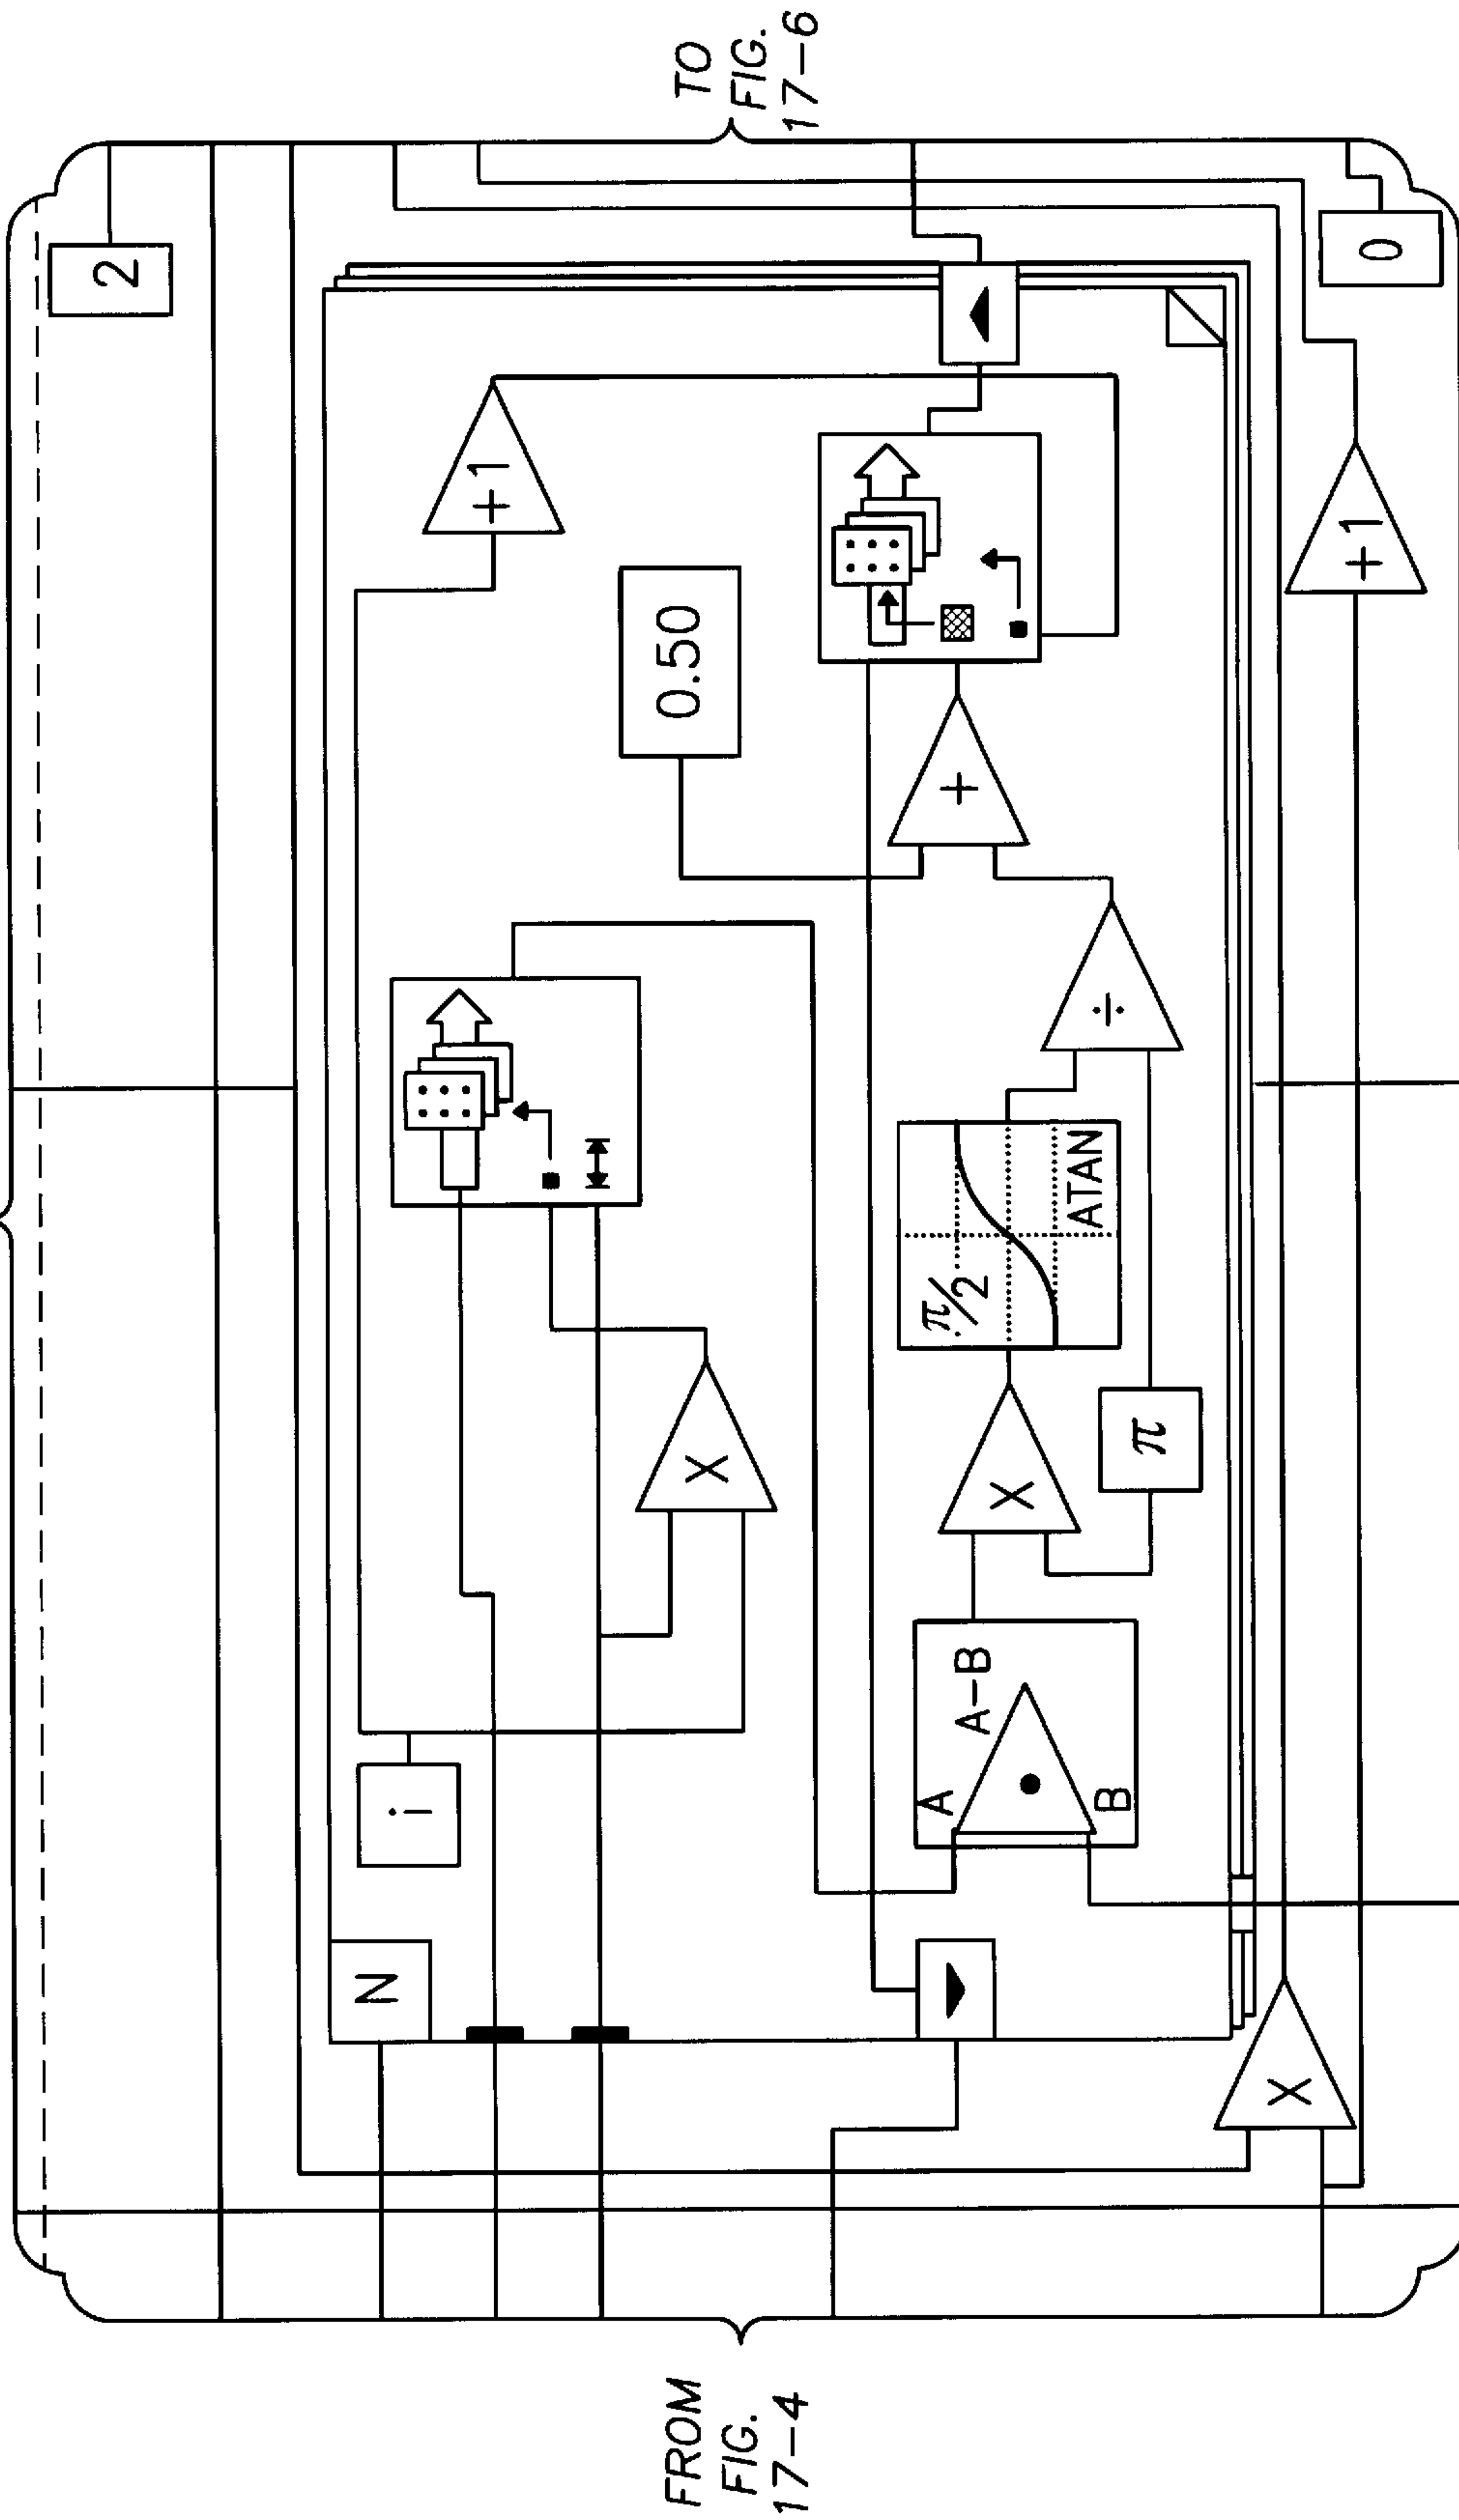 FROM
FIG.
17-4
N
i
X
+1
2
0.50
A
A-B
B
X
π
π/2
ATAN
÷
+
X
+1
0
TO
FIG.
17-6